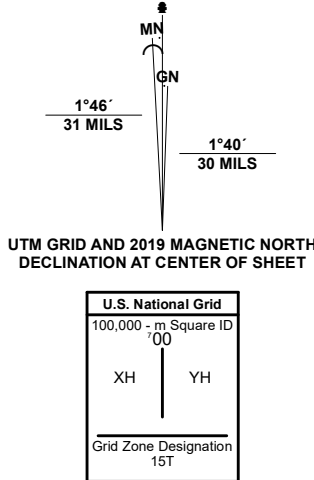 MN
GN
1°46´
31 MILS
1°40´
30 MILS
UTM GRID AND 2019 MAGNETIC NORTH
DECLINATION AT CENTER OF SHEET
U.S. National Grid
100,000 - m Square ID
⁷00
XH YH
Grid Zone Designation
15T